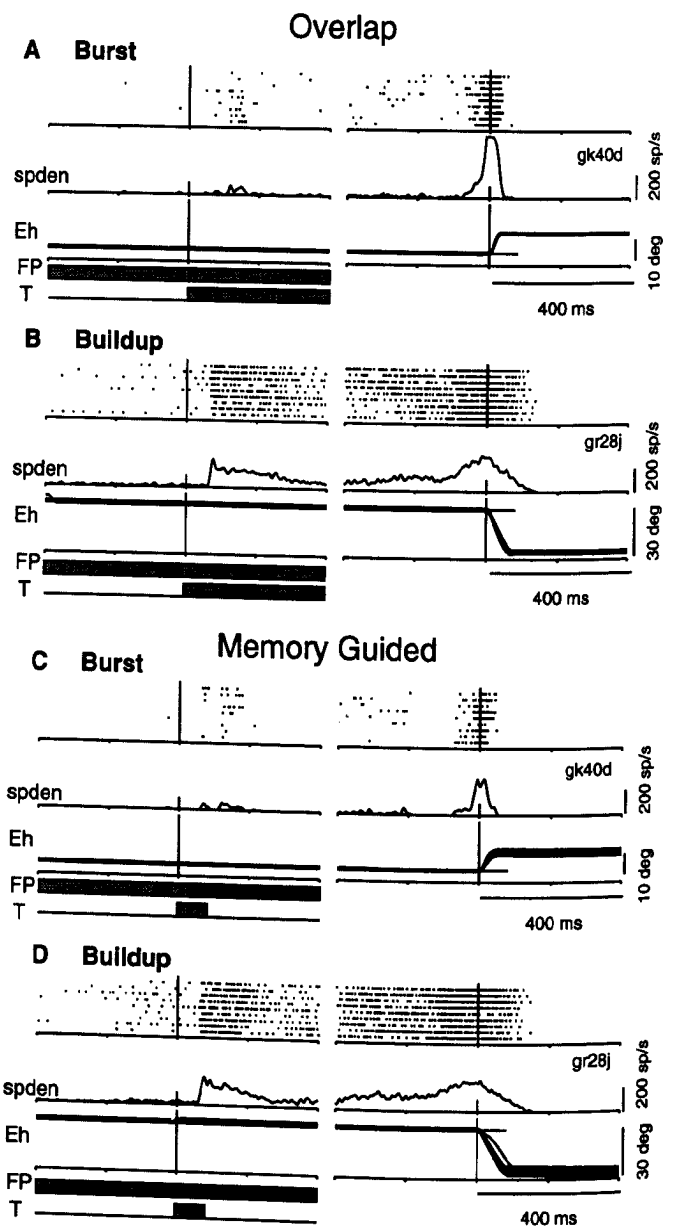 Overlap
A Burst
gk40d
spden
200 sp/s
Eh
10 deg
FP
T
400 ms
B Buildup
gr28j
spden
200 sp/s
Eh
30 deg
FP
T
400 ms
Memory Guided
C Burst
gk40d
spden
200 sp/s
Eh
10 deg
FP
T
400 ms
D Buildup
gr28j
spden
200 sp/s
Eh
30 deg
FP
T
400 ms